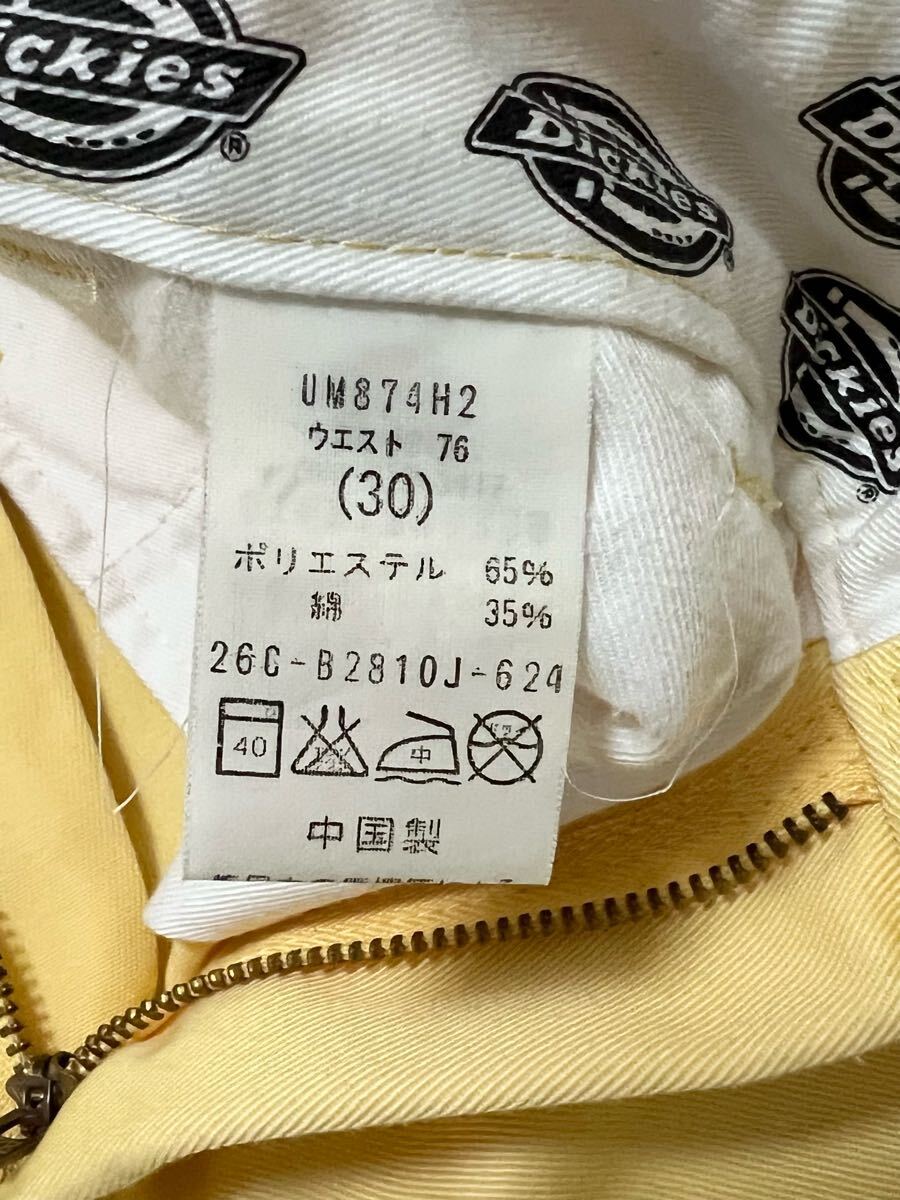 Dickies
®
Dickies
®
D
Dickies
®
UM874H2
ウエスト 76
(30)
ポリエステル 65%
綿 35%
26C-B2810J-624
40 中
中国製